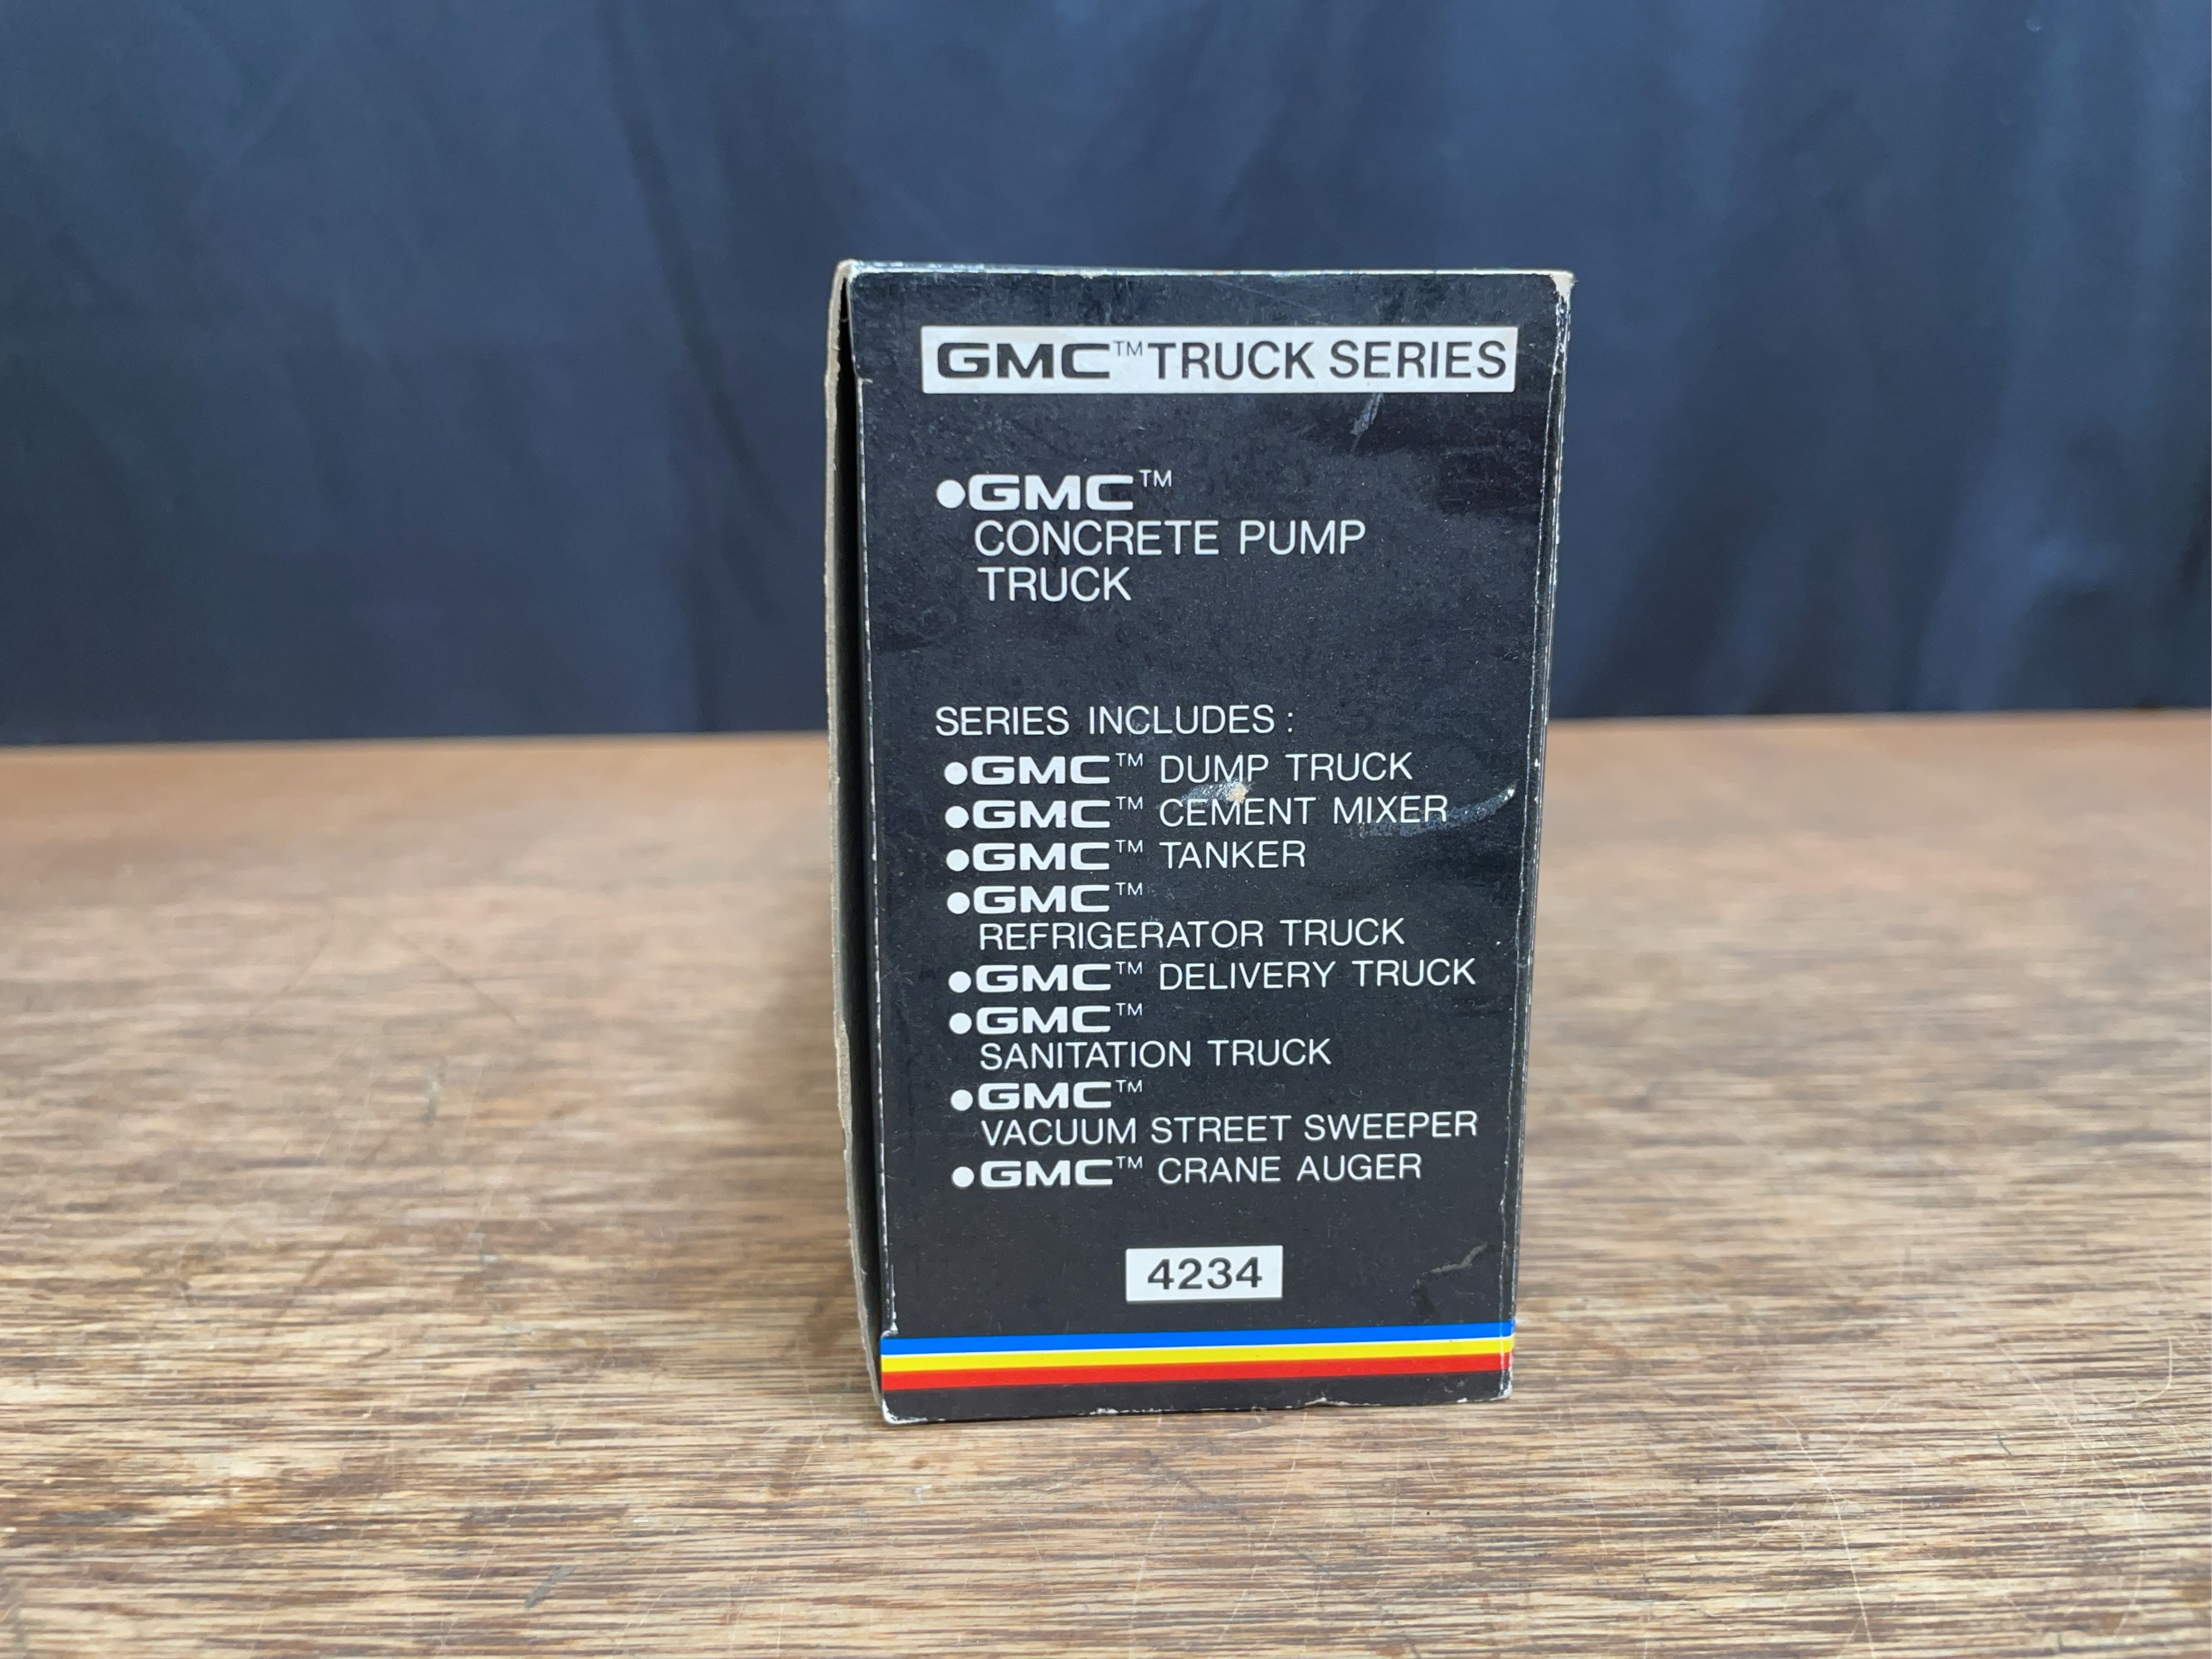 GMC™ TRUCK SERIES
●GMC™
CONCRETE PUMP
TRUCK
SERIES INCLUDES :
●GMC™ DUMP TRUCK
●GMC™ CEMENT MIXER
●GMC™ TANKER
●GMC™
REFRIGERATOR TRUCK
●GMC™ DELIVERY TRUCK
●GMC™
SANITATION TRUCK
●GMC™
VACUUM STREET SWEEPER
●GMC™ CRANE AUGER
4234